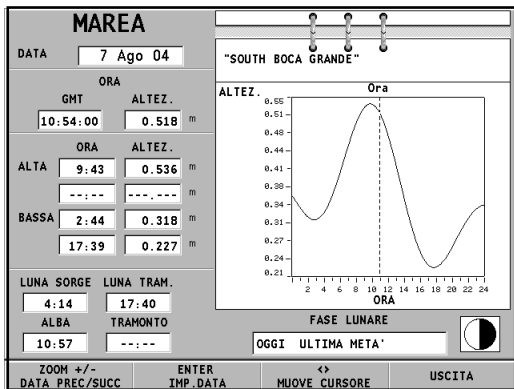 MAREA
DATA 7 Ago 04
ORA
GMT ALTEZ.
10:54:00 0.518 m
ORA ALTEZ.
ALTA 9:43 0.536 m
--:-- ---.--- m
BASSA 2:44 0.318 m
17:39 0.227 m
LUNA SORGE LUNA TRAM.
4:14 17:40
ALBA TRAMONTO
10:57 --:--
"SOUTH BOCA GRANDE"
ALTEZ. Ora
0.55
0.51
0.48
0.44
0.41
0.38
0.34
0.31
0.27
0.24
0.21
2 4 6 8 10 12 14 16 18 20 22 24
ORA
FASE LUNARE
OGGI ULTIMA META'
ZOOM +/- ENTER <> USCITA
DATA PREC/SUCC IMP.DATA MUOVE CURSORE